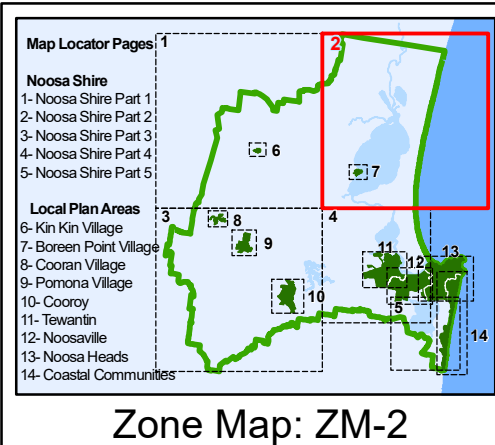 Map Locator Pages
Noosa Shire
1- Noosa Shire Part 1
2- Noosa Shire Part 2
3- Noosa Shire Part 3
4- Noosa Shire Part 4
5- Noosa Shire Part 5
Local Plan Areas
6- Kin Kin Village
7- Boreen Point Village
8- Cooran Village
9- Pomona Village
10- Cooroy
11- Tewantin
12- Noosaville
13- Noosa Heads
14- Coastal Communities
1
2
6
7
3
8
4
9
11
13
12
10
5
14
Zone Map: ZM-2